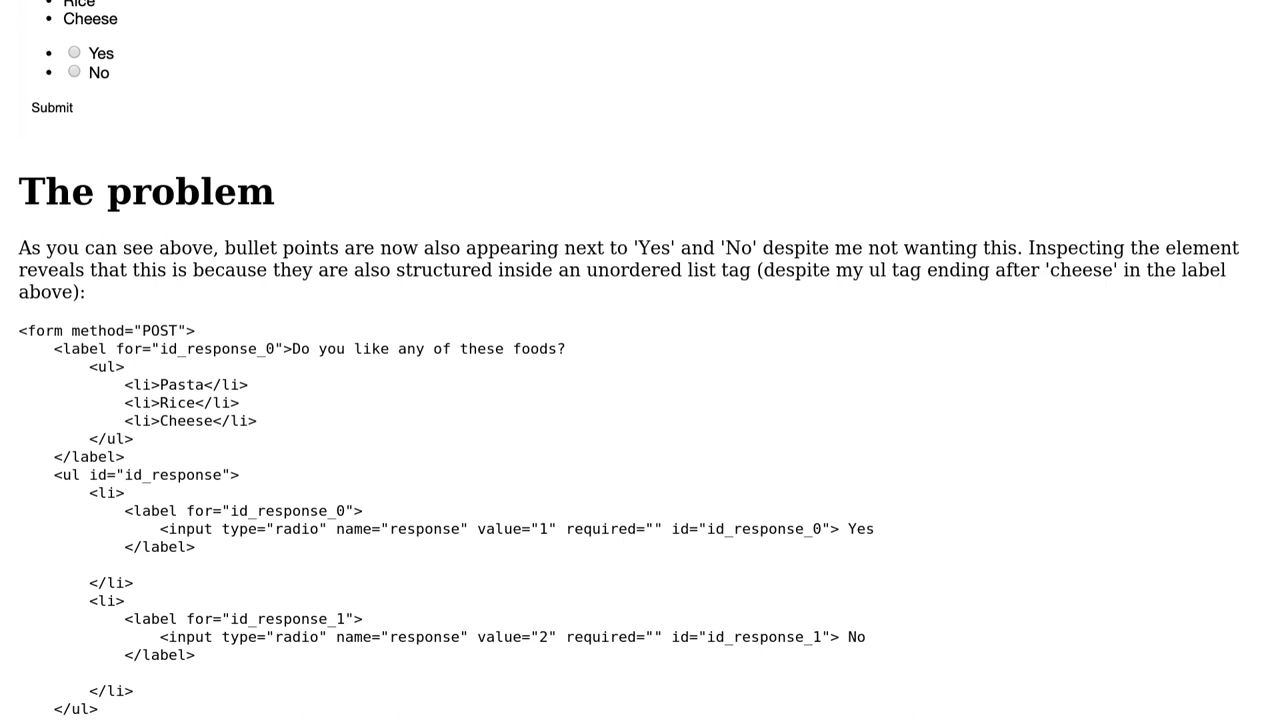 • Rice
• Cheese
• Yes
• No
Submit
The problem
As you can see above, bullet points are now also appearing next to 'Yes' and 'No' despite me not wanting this. Inspecting the element
reveals that this is because they are also structured inside an unordered list tag (despite my ul tag ending after 'cheese' in the label
above):
<form method="POST">
    <label for="id_response_0">Do you like any of these foods?
        <ul>
            <li>Pasta</li>
            <li>Rice</li>
            <li>Cheese</li>
        </ul>
    </label>
    <ul id="id_response">
        <li>
            <label for="id_response_0">
                <input type="radio" name="response" value="1" required="" id="id_response_0"> Yes
            </label>
        </li>
        <li>
            <label for="id_response_1">
                <input type="radio" name="response" value="2" required="" id="id_response_1"> No
            </label>
        </li>
    </ul>